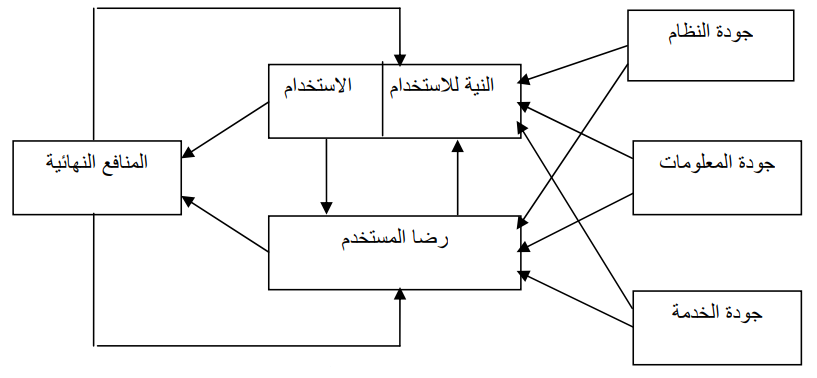 جودة النظام
النية للاستخدام
الاستخدام
جودة المعلومات
المنافع النهائية
رضا المستخدم
جودة الخدمة